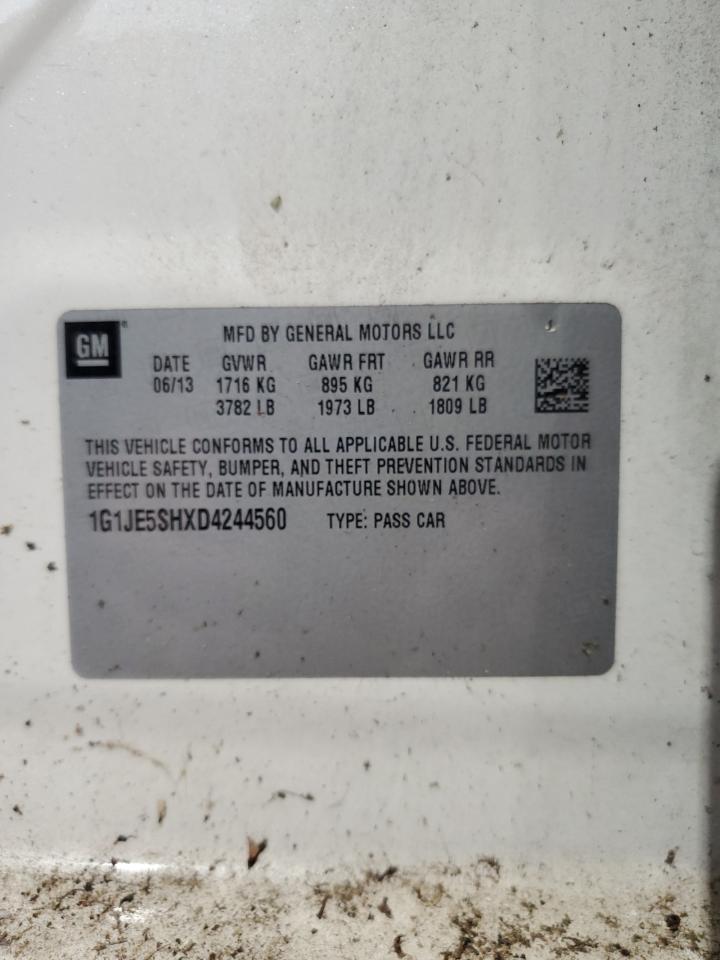 GM®
MFD BY GENERAL MOTORS LLC
DATE GVWR GAWR FRT GAWR RR
06/13 1716 KG 895 KG 821 KG
3782 LB 1973 LB 1809 LB
THIS VEHICLE CONFORMS TO ALL APPLICABLE U.S. FEDERAL MOTOR
VEHICLE SAFETY, BUMPER, AND THEFT PREVENTION STANDARDS IN
EFFECT ON THE DATE OF MANUFACTURE SHOWN ABOVE.
1G1JE5SHXD4244560 TYPE: PASS CAR